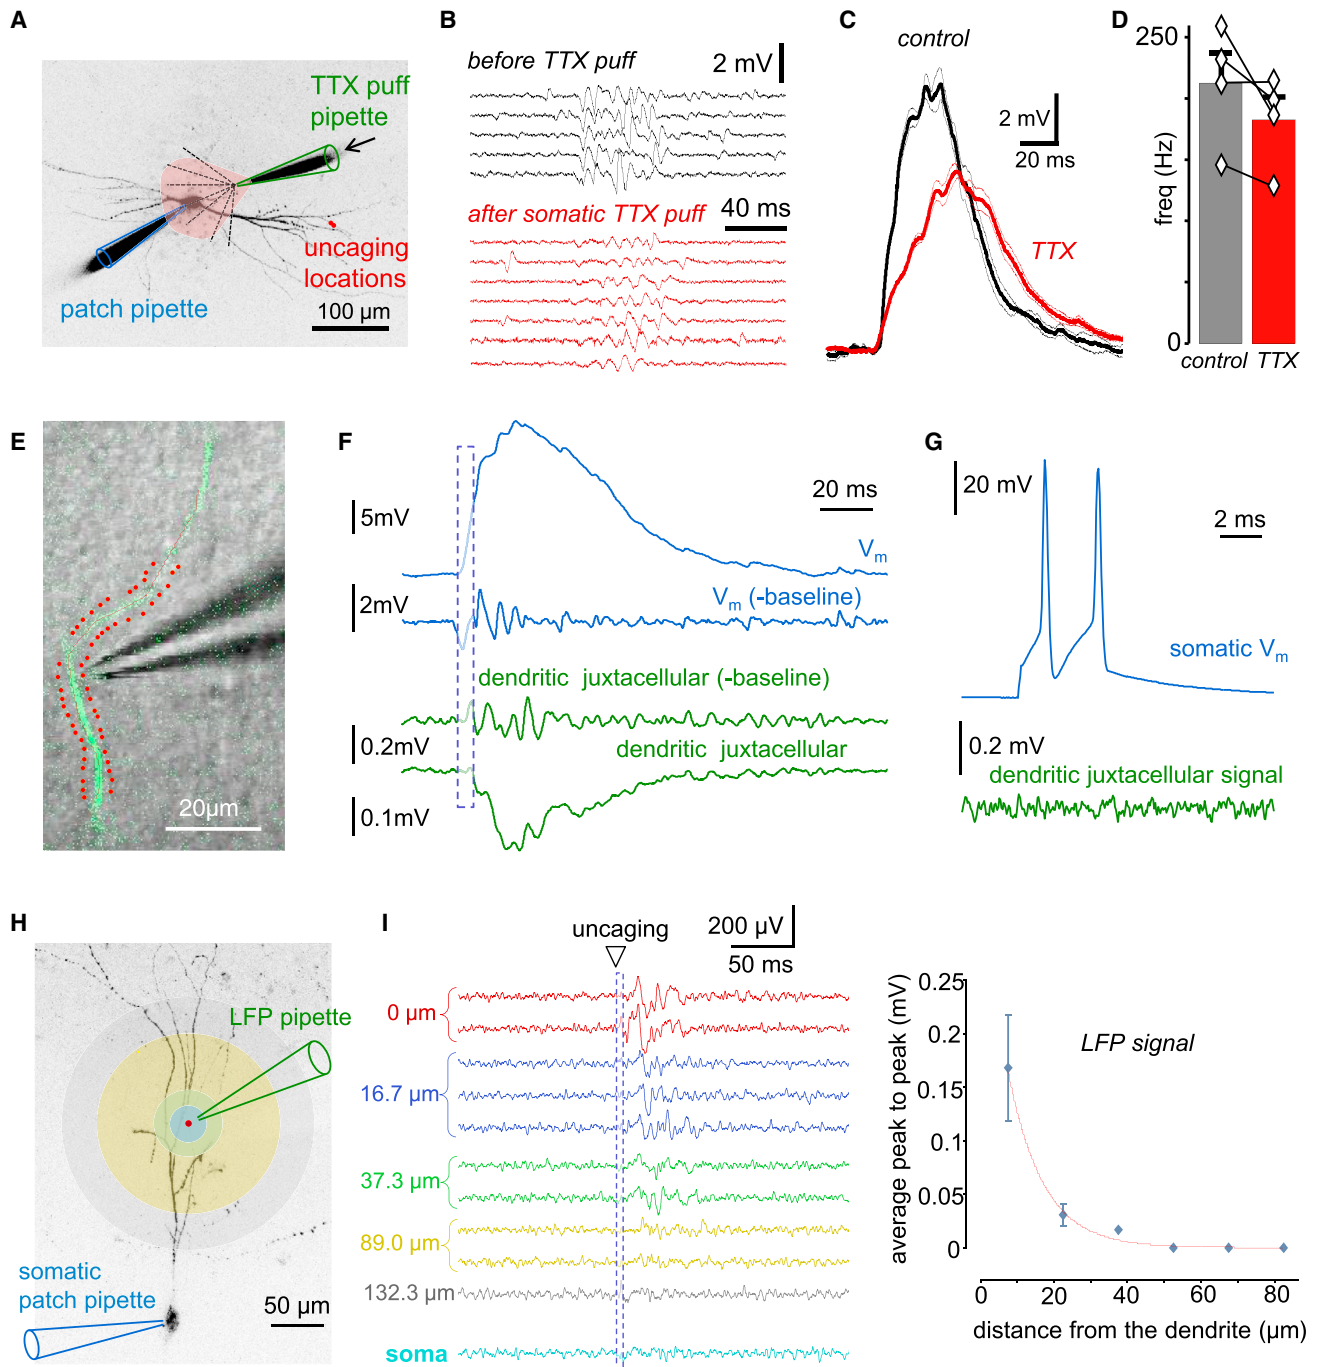 A
TTX puff
pipette
uncaging
locations
patch pipette
100 µm
B
before TTX puff
2 mV
after somatic TTX puff
40 ms
C
control
2 mV
20 ms
TTX
D
250
freq (Hz)
0
control
TTX
E
20µm
F
20 ms
5mV
Vm
2mV
Vm (-baseline)
dendritic juxtacellular (-baseline)
0.2mV
dendritic juxtacellular
0.1mV
G
20 mV
2 ms
somatic Vm
0.2 mV
dendritic juxtacellular signal
H
LFP pipette
somatic
patch pipette
50 µm
I
uncaging
200 µV
50 ms
0 µm
16.7 µm
37.3 µm
89.0 µm
132.3 µm
soma
average peak to peak (mV)
0.25
0.2
0.15
0.1
0.05
0
LFP signal
0 20 40 60 80
distance from the dendrite (µm)